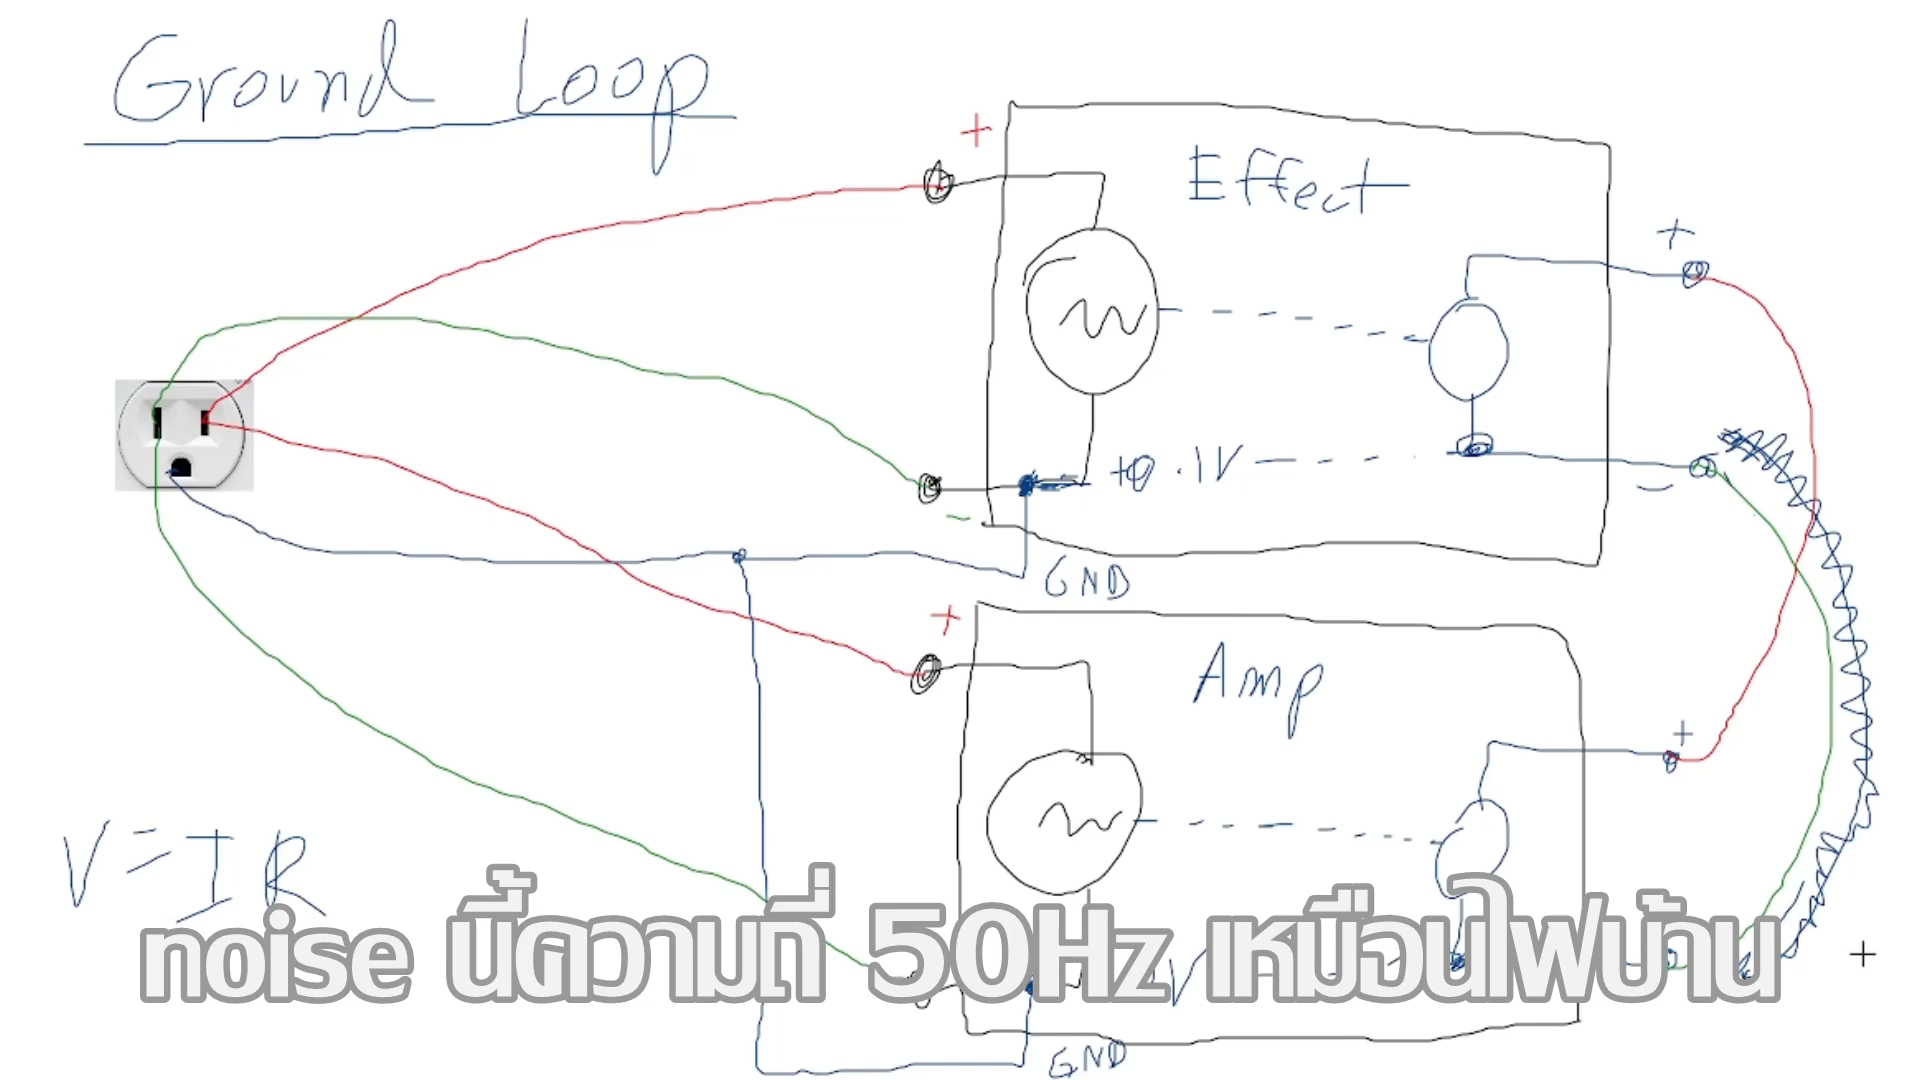 Ground Loop
+
Effect
+
+0.1V
-
-
GND
+
Amp
+
V = IR
noise นี้ความถี่ 50Hz เหมือนไฟบ้าน
V
GND